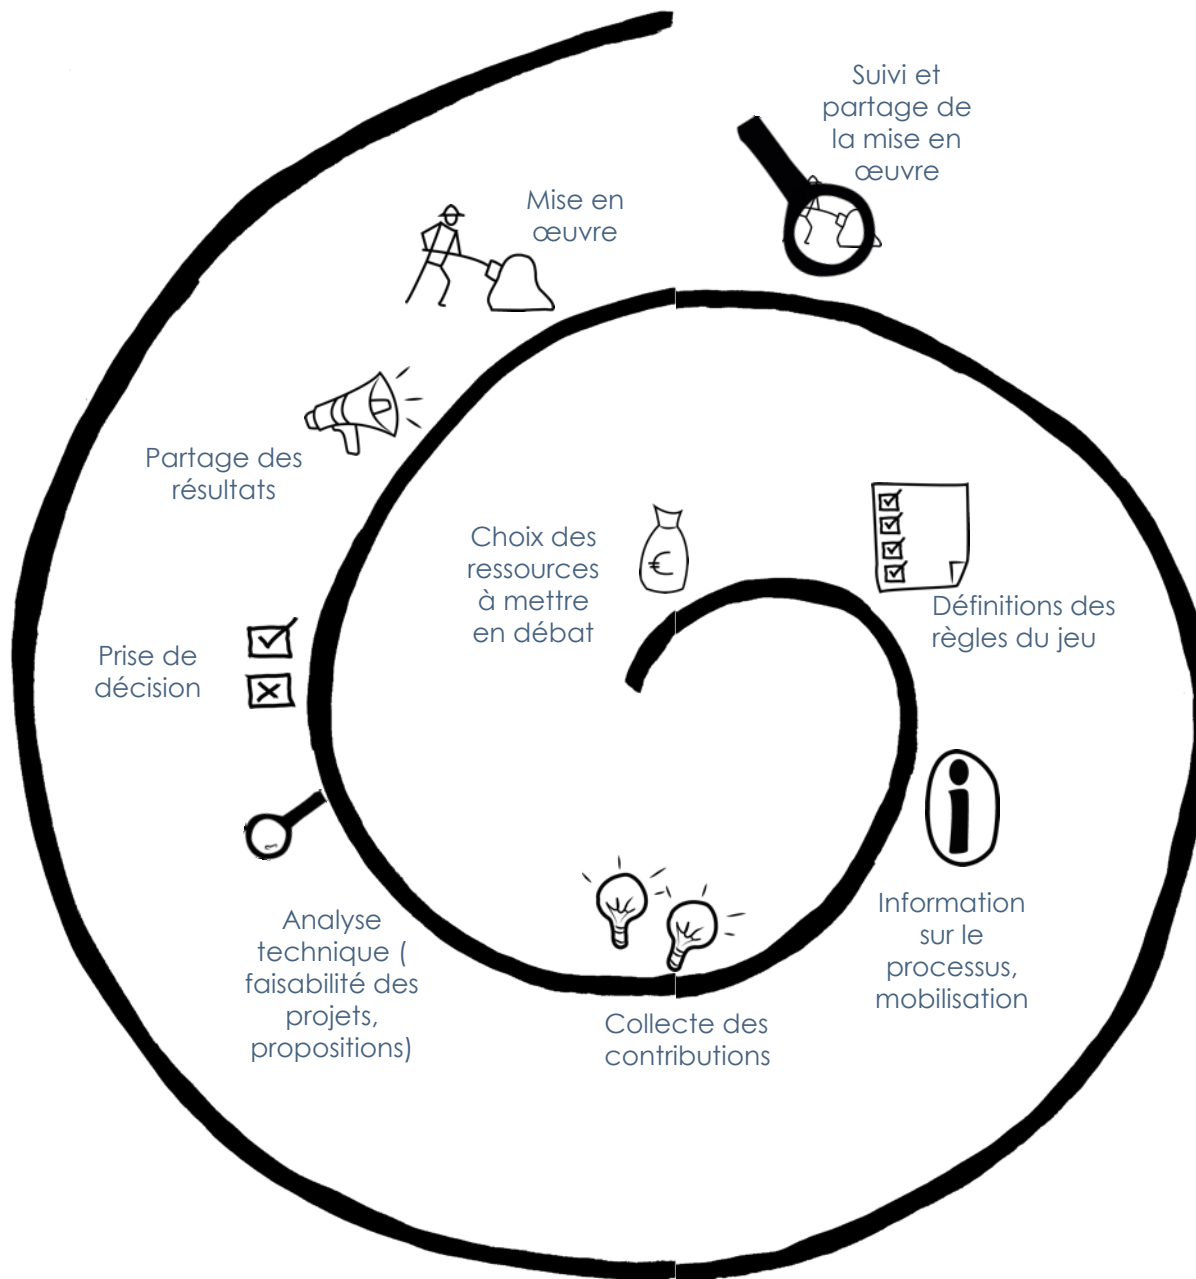 Suivi et
partage de
la mise en
œuvre
Mise en
œuvre
Partage des
résultats
Choix des
ressources
à mettre
en débat
€
Définitions des
règles du jeu
Prise de
décision
Information
sur le
processus,
mobilisation
Analyse
technique (
faisabilité des
projets,
propositions)
Collecte des
contributions